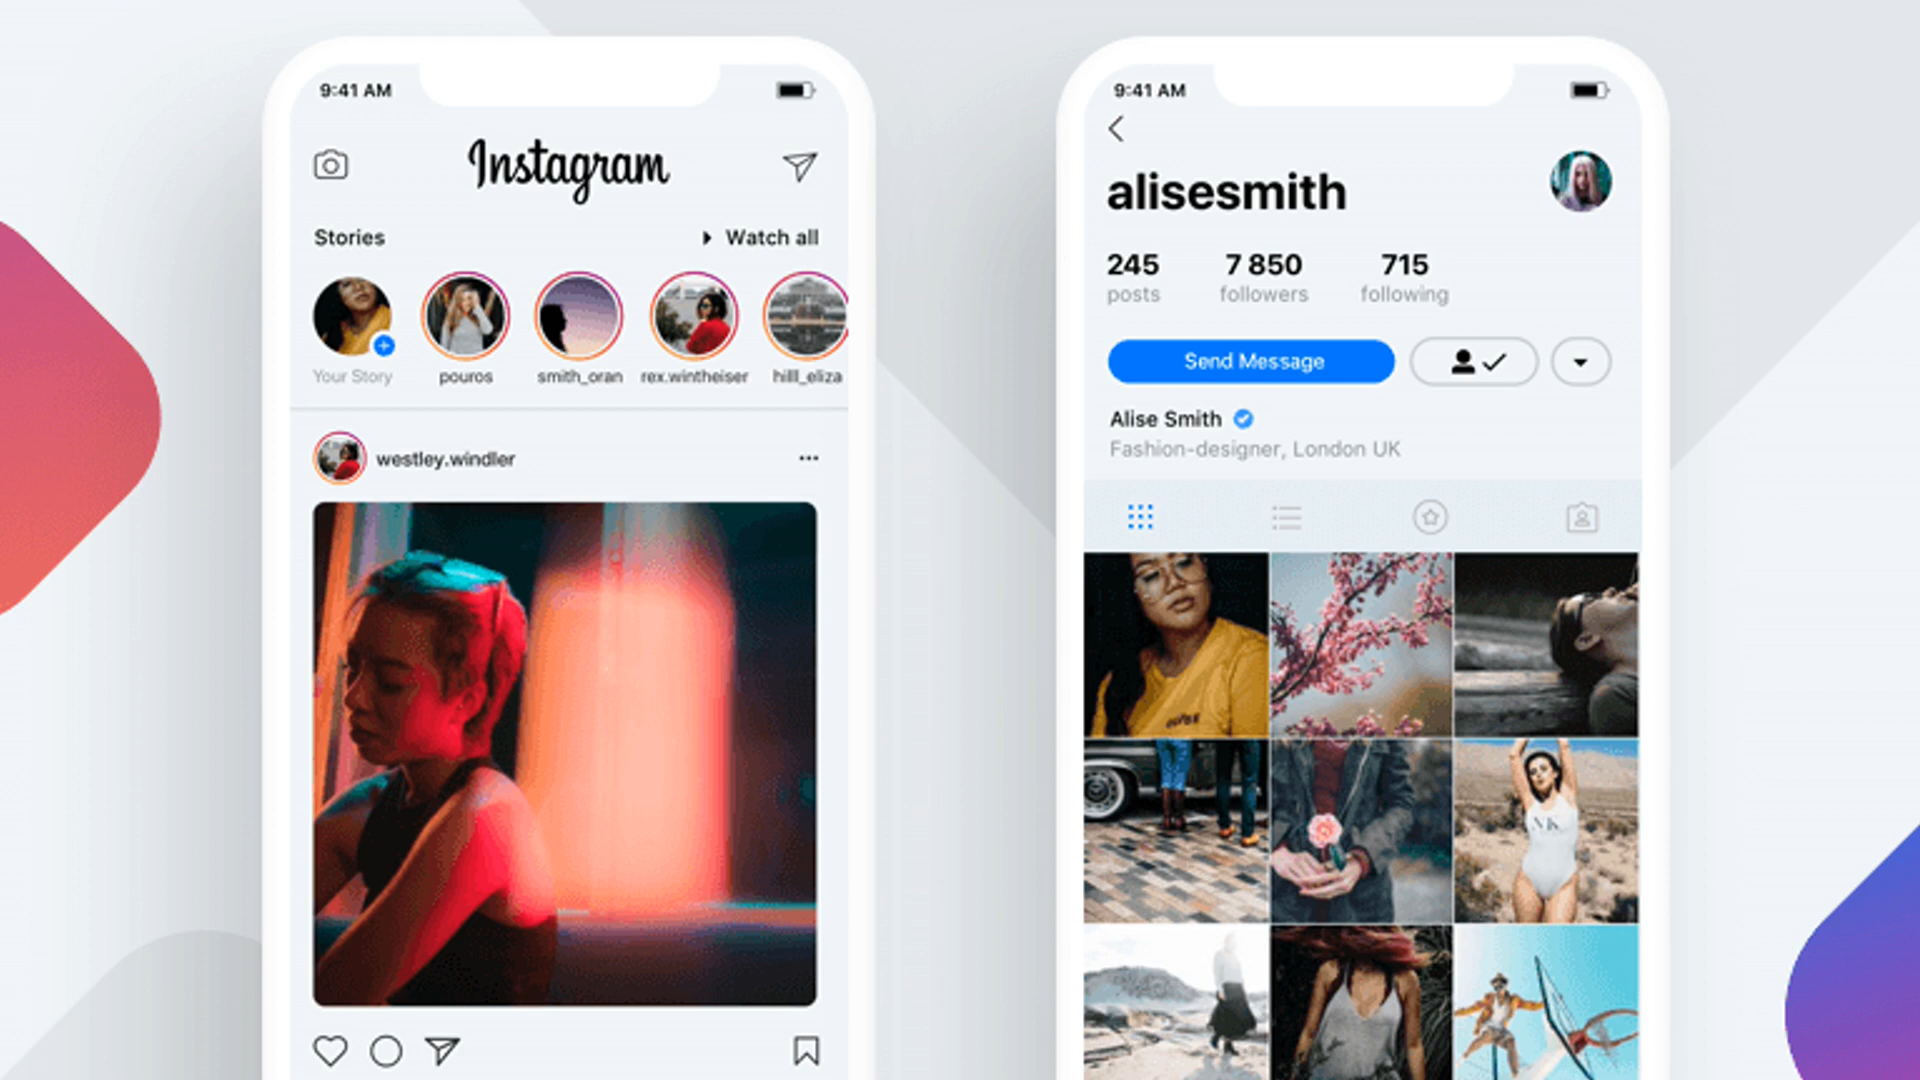 9:41 AM
Instagram
Stories
Watch all
Your Story
pouros
smith_oran
rex.wintheiser
hilll_eliza
westley.windler
9:41 AM
alisesmith
245
7 850
715
posts
followers
following
Send Message
Alise Smith
Fashion-designer, London UK